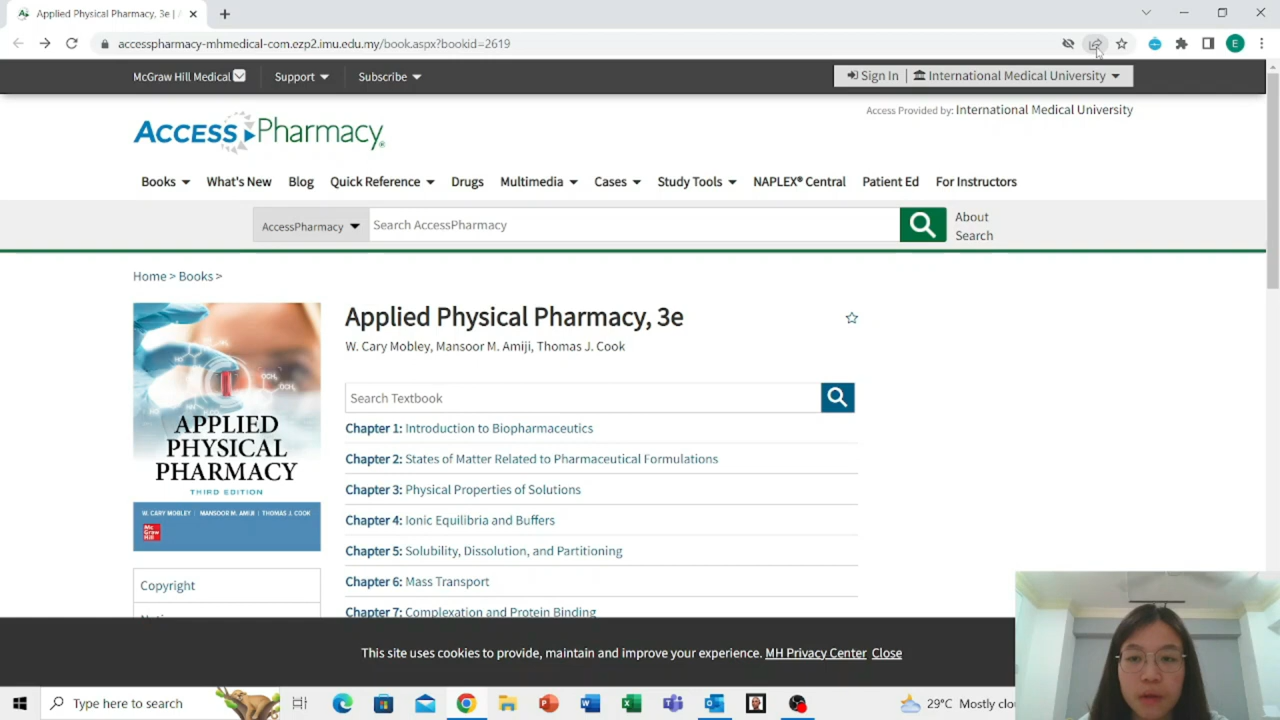 Applied Physical Pharmacy, 3e | 
accesspharmacy-mhmedical-com.ezp2.imu.edu.my/book.aspx?bookid=2619
E
McGraw Hill Medical
Support
Subscribe
Sign In | International Medical University
Access Provided by: International Medical University
ACCESS Pharmacy®
Books
What's New
Blog
Quick Reference
Drugs
Multimedia
Cases
Study Tools
NAPLEX® Central
Patient Ed
For Instructors
AccessPharmacy
Search AccessPharmacy
About
Search
Home > Books >
APPLIED
PHYSICAL
PHARMACY
THIRD EDITION
W. CARY MOBLEY | MANSOOR M. AMIJI | THOMAS J. COOK
Mc
Graw
Hill
Applied Physical Pharmacy, 3e
W. Cary Mobley, Mansoor M. Amiji, Thomas J. Cook
Search Textbook
Chapter 1: Introduction to Biopharmaceutics
Chapter 2: States of Matter Related to Pharmaceutical Formulations
Chapter 3: Physical Properties of Solutions
Chapter 4: Ionic Equilibria and Buffers
Chapter 5: Solubility, Dissolution, and Partitioning
Chapter 6: Mass Transport
Chapter 7: Complexation and Protein Binding
Copyright
This site uses cookies to provide, maintain and improve your experience. MH Privacy Center Close
Type here to search
29°C Mostly clo